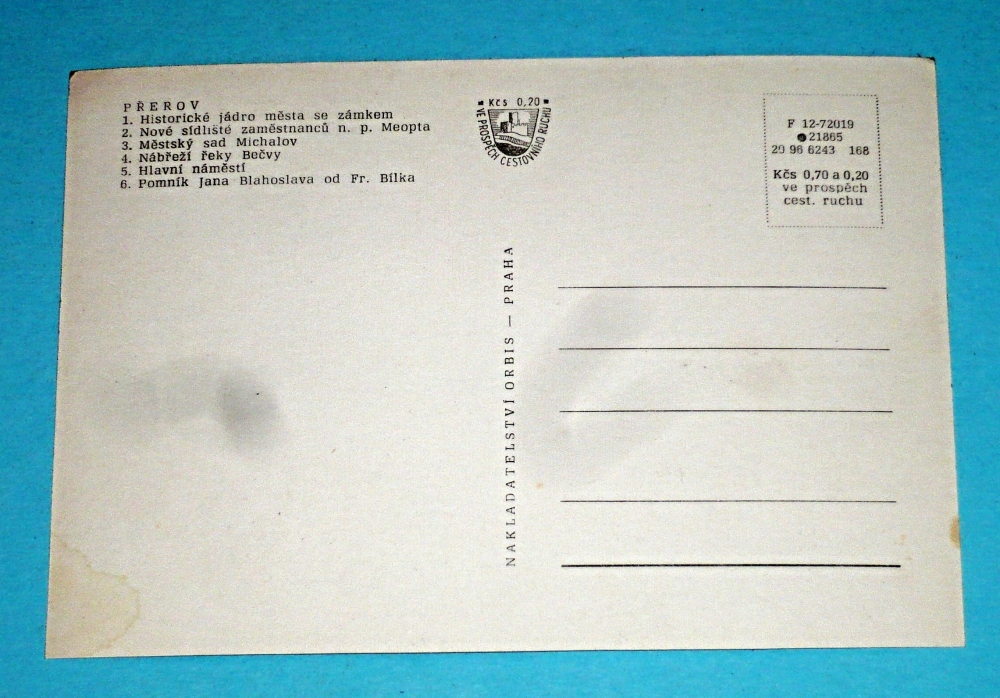 PŘEROV
1. Historické jádro města se zámkem
2. Nové sídliště zaměstnanců n. p. Meopta
3. Městský sad Michalov
4. Nábřeží řeky Bečvy
5. Hlavní náměstí
6. Pomník Jana Blahoslava od Fr. Bílka
Kčs 0,20
VE PROSPĚCH CESTOVNÍHO RUCHU
NAKLADATELSTVÍ ORBIS — PRAHA
F 12-72019
21865
20 96 6243 168
Kčs 0,70 a 0,20
ve prospěch
cest. ruchu